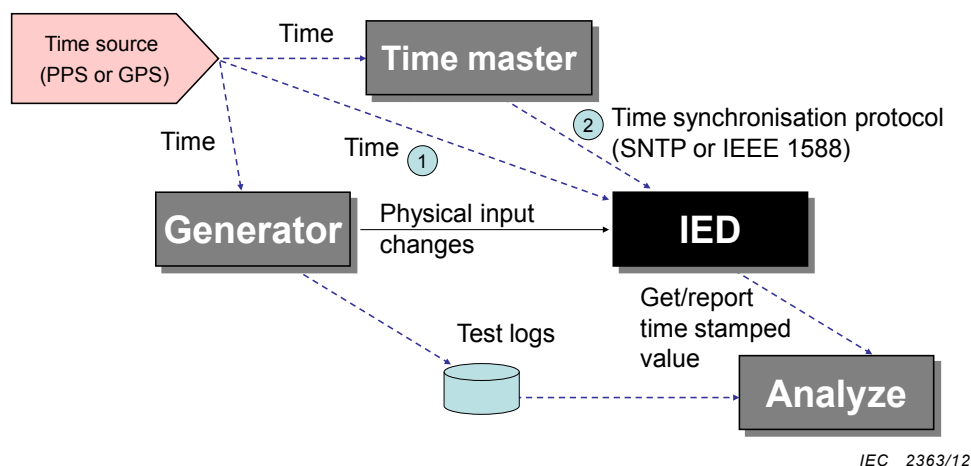 Time source
(PPS or GPS)
Time
Time master
Time
Time
1
2
Time synchronisation protocol
(SNTP or IEEE 1588)
Generator
Physical input
changes
IED
Get/report
time stamped
value
Test logs
Analyze
IEC 2363/12